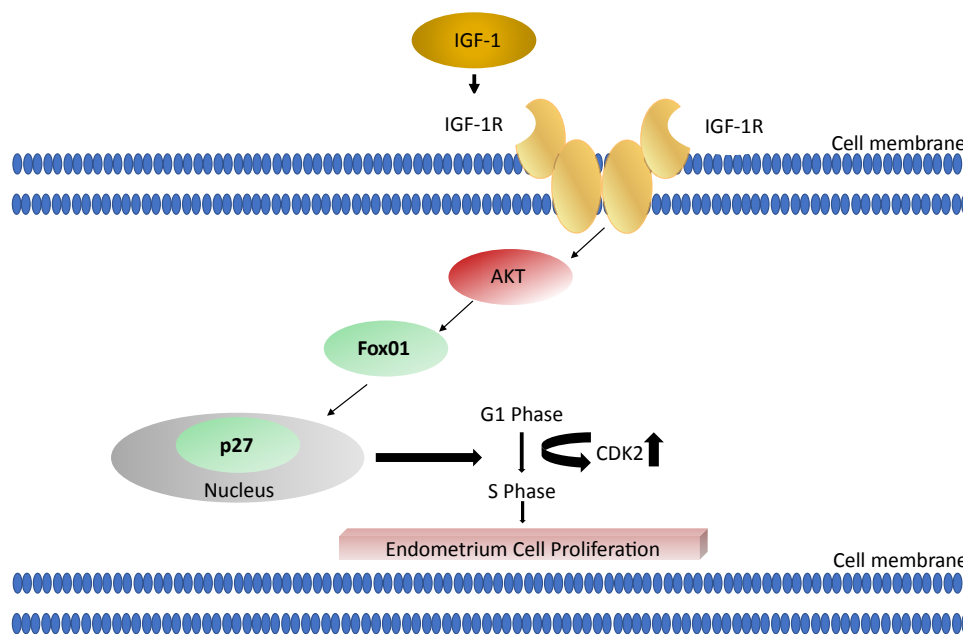 IGF-1
IGF-1R
IGF-1R
Cell membrane
AKT
Fox01
p27
Nucleus
G1 Phase
CDK2
S Phase
Endometrium Cell Proliferation
Cell membrane